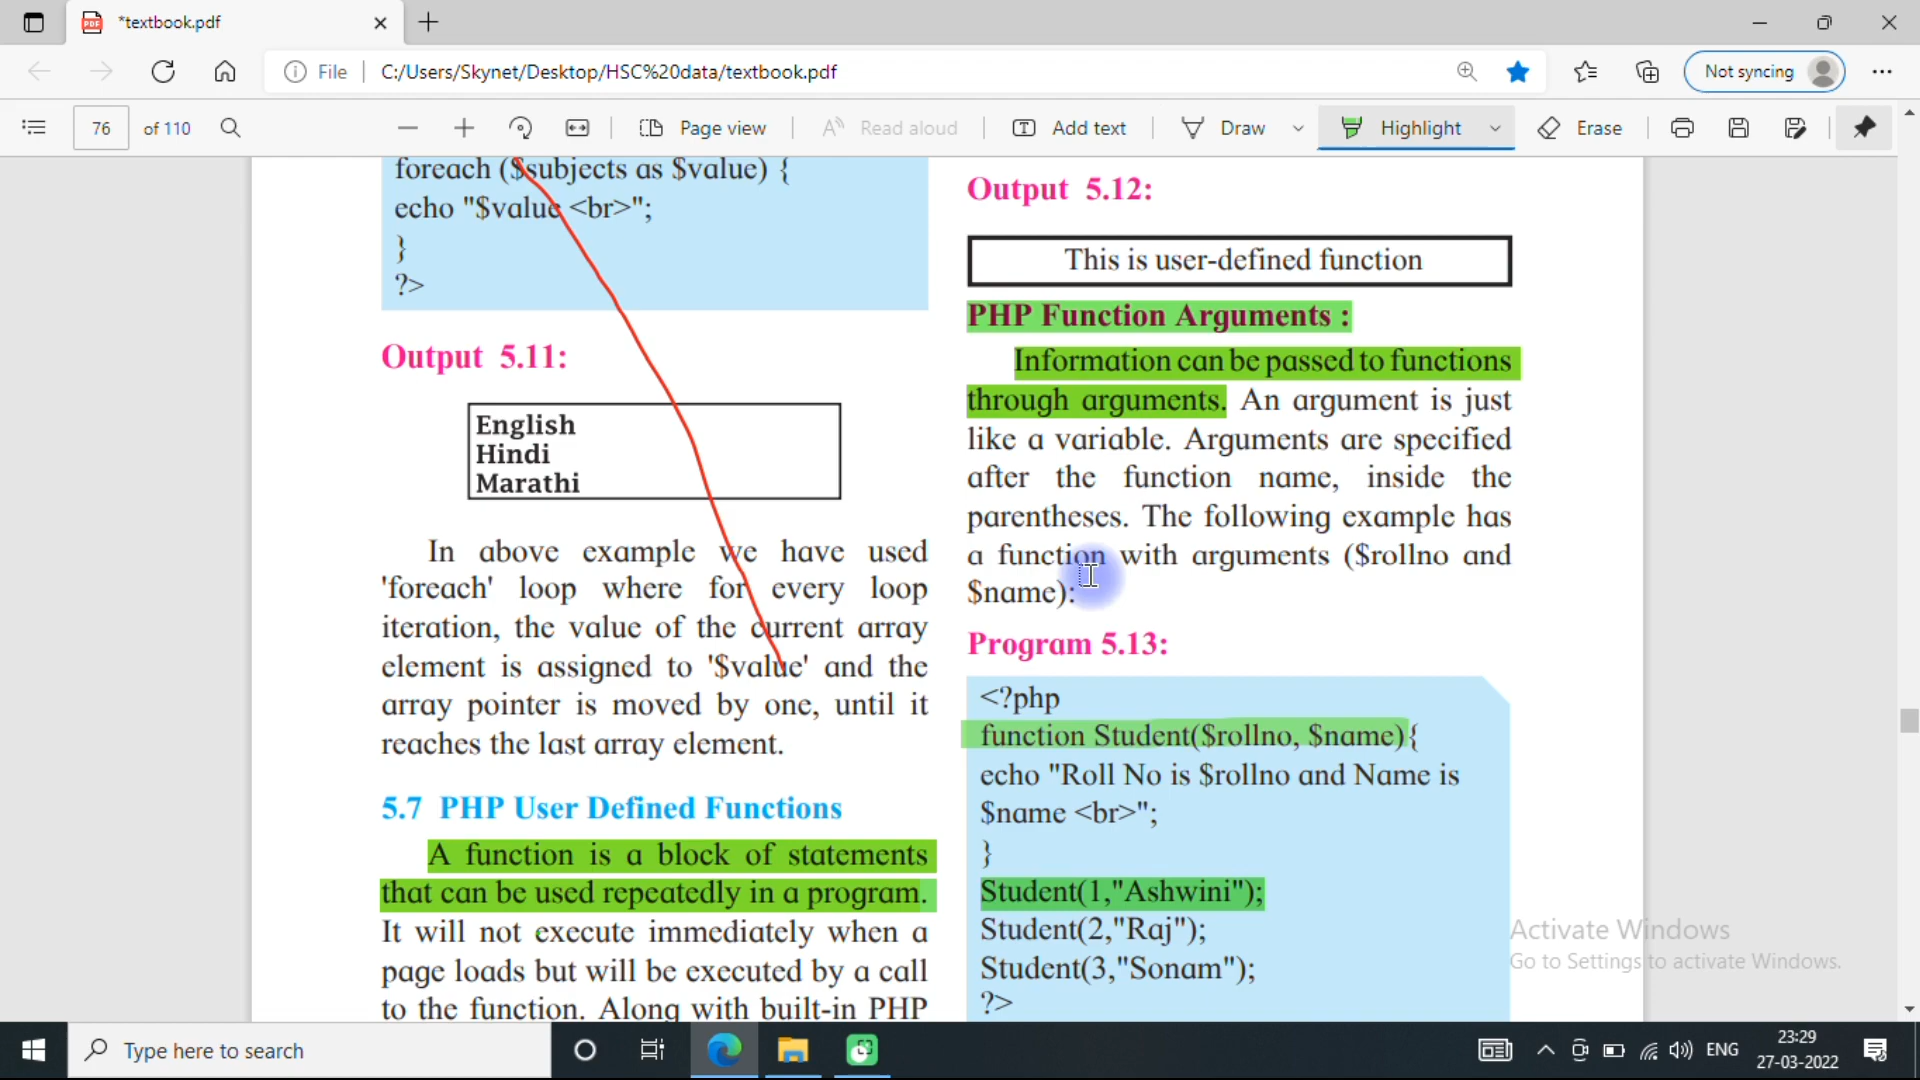 *textbook.pdf
File
C:/Users/Skynet/Desktop/HSC%20data/textbook.pdf
Not syncing
76
of 110
Page view
Read aloud
Add text
Draw
Highlight
Erase
foreach ($subjects as $value) {
echo "$value <br>";
}
?>
Output 5.11:
English
Hindi
Marathi
In above example we have used
'foreach' loop where for every loop
iteration, the value of the current array
element is assigned to '$value' and the
array pointer is moved by one, until it
reaches the last array element.
5.7 PHP User Defined Functions
A function is a block of statements
that can be used repeatedly in a program.
It will not execute immediately when a
page loads but will be executed by a call
to the function. Along with built-in PHP
Output 5.12:
This is user-defined function
PHP Function Arguments :
Information can be passed to functions
through arguments. An argument is just
like a variable. Arguments are specified
after the function name, inside the
parentheses. The following example has
a function with arguments ($rollno and
$name):
Program 5.13:
<?php
function Student($rollno, $name){
echo "Roll No is $rollno and Name is
$name <br>";
}
Student(1,"Ashwini");
Student(2,"Raj");
Student(3,"Sonam");
?>
Activate Windows
Go to Settings to activate Windows.
Type here to search
ENG
23:29
27-03-2022